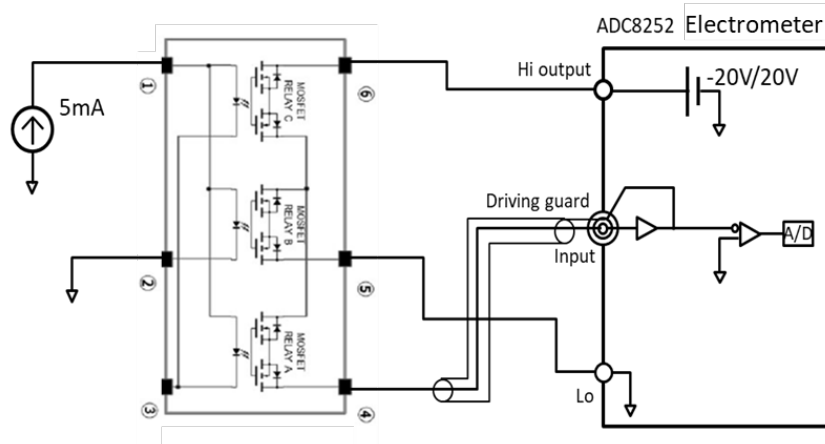 ADC8252 Electrometer
Hi output
-20V/20V
5mA
①
⑥
MOSFET
RELAY C
Driving guard
MOSFET
RELAY B
Input
A/D
②
⑤
MOSFET
RELAY A
Lo
③
④